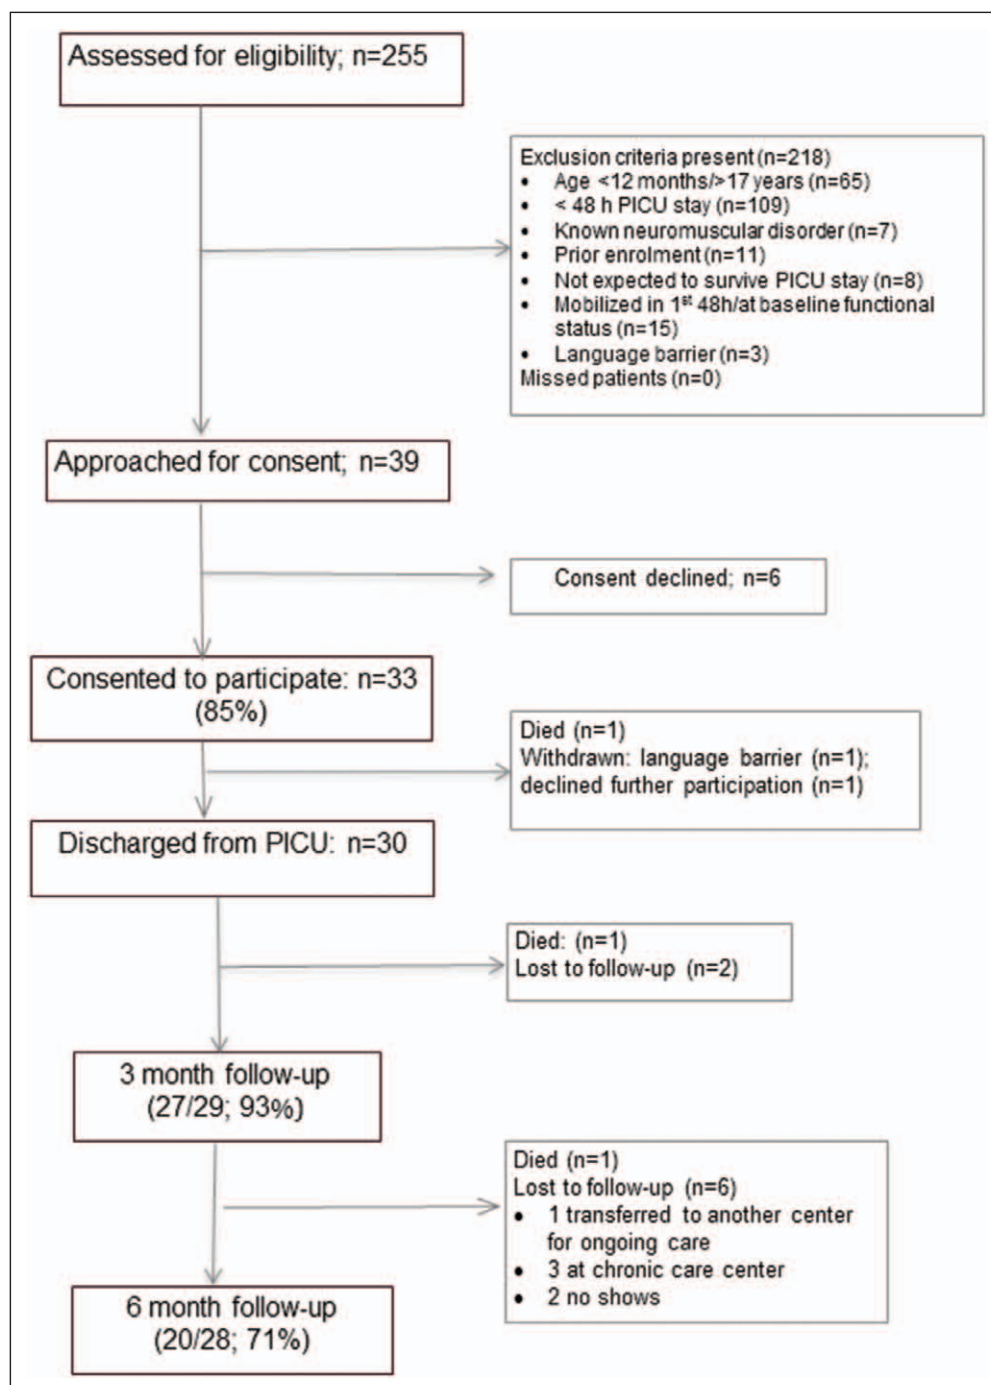 Assessed for eligibility; n=255
Exclusion criteria present (n=218)
• Age <12 months/>17 years (n=65)
• < 48 h PICU stay (n=109)
• Known neuromuscular disorder (n=7)
• Prior enrolment (n=11)
• Not expected to survive PICU stay (n=8)
• Mobilized in 1st 48h/at baseline functional
status (n=15)
• Language barrier (n=3)
Missed patients (n=0)
Approached for consent; n=39
Consent declined; n=6
Consented to participate: n=33
(85%)
Died (n=1)
Withdrawn: language barrier (n=1);
declined further participation (n=1)
Discharged from PICU: n=30
Died: (n=1)
Lost to follow-up (n=2)
3 month follow-up
(27/29; 93%)
Died (n=1)
Lost to follow-up (n=6)
• 1 transferred to another center
for ongoing care
• 3 at chronic care center
• 2 no shows
6 month follow-up
(20/28; 71%)